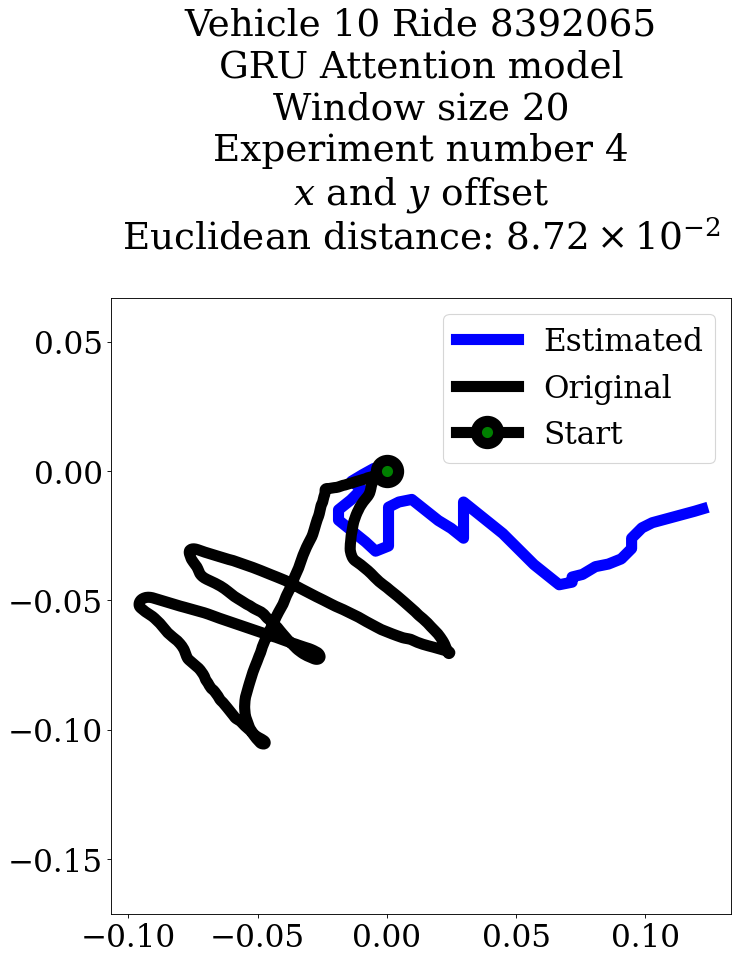 Vehicle 10 Ride 8392065
GRU Attention model
Window size 20
Experiment number 4
x and y offset
Euclidean distance: 8.72 × 10⁻²
Estimated
Original
Start
0.05
0.00
−0.05
−0.10
−0.15
−0.10 −0.05 0.00 0.05 0.10